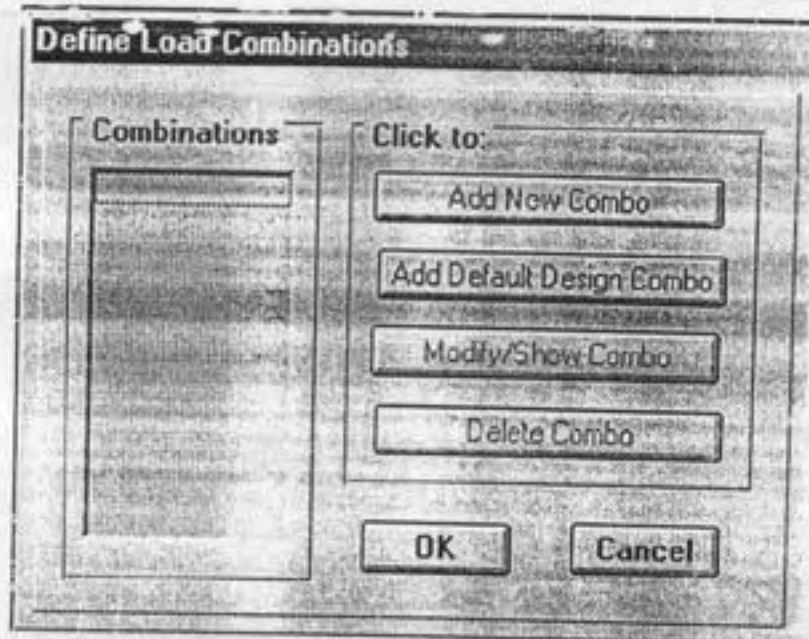 Define Load Combinations
Combinations
Click to:
Add New Combo
Add Default Design Combo
Modify/Show Combo
Delete Combo
OK
Cancel